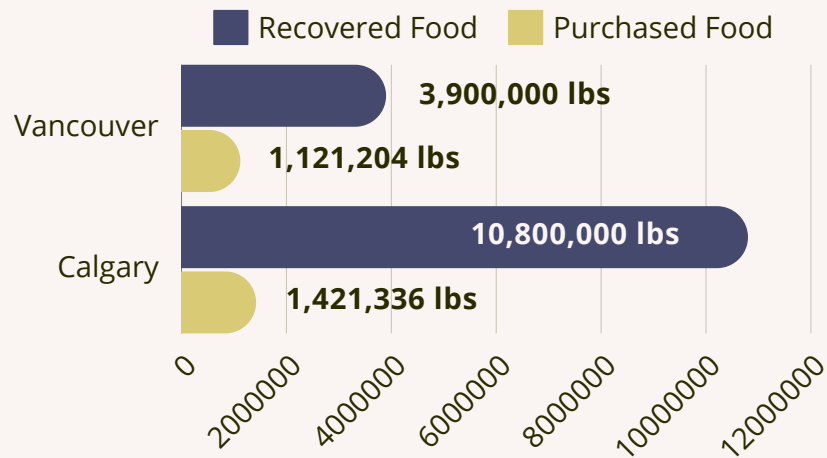 Recovered Food Purchased Food
3,900,000 lbs
Vancouver
1,121,204 lbs
10,800,000 lbs
Calgary
1,421,336 lbs
0 2000000 4000000 6000000 8000000 10000000 12000000